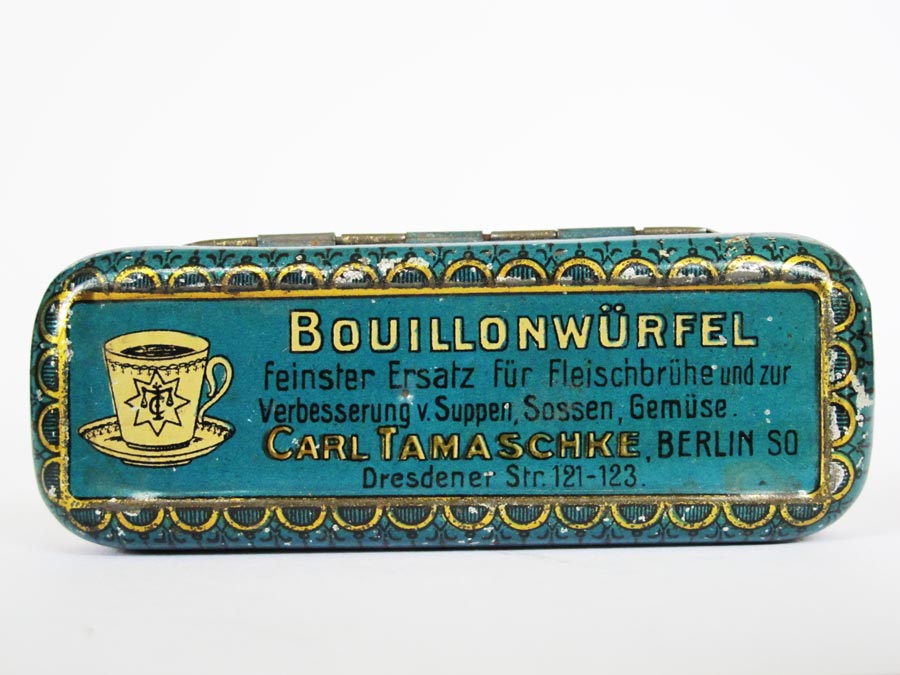 BOUILLONWÜRFEL
Feinster Ersatz für Fleischbrühe und zur
Verbesserung v. Suppen, Sossen, Gemüse.
CARL TAMASCHKE, BERLIN SO
Dresdener Str. 121-123.